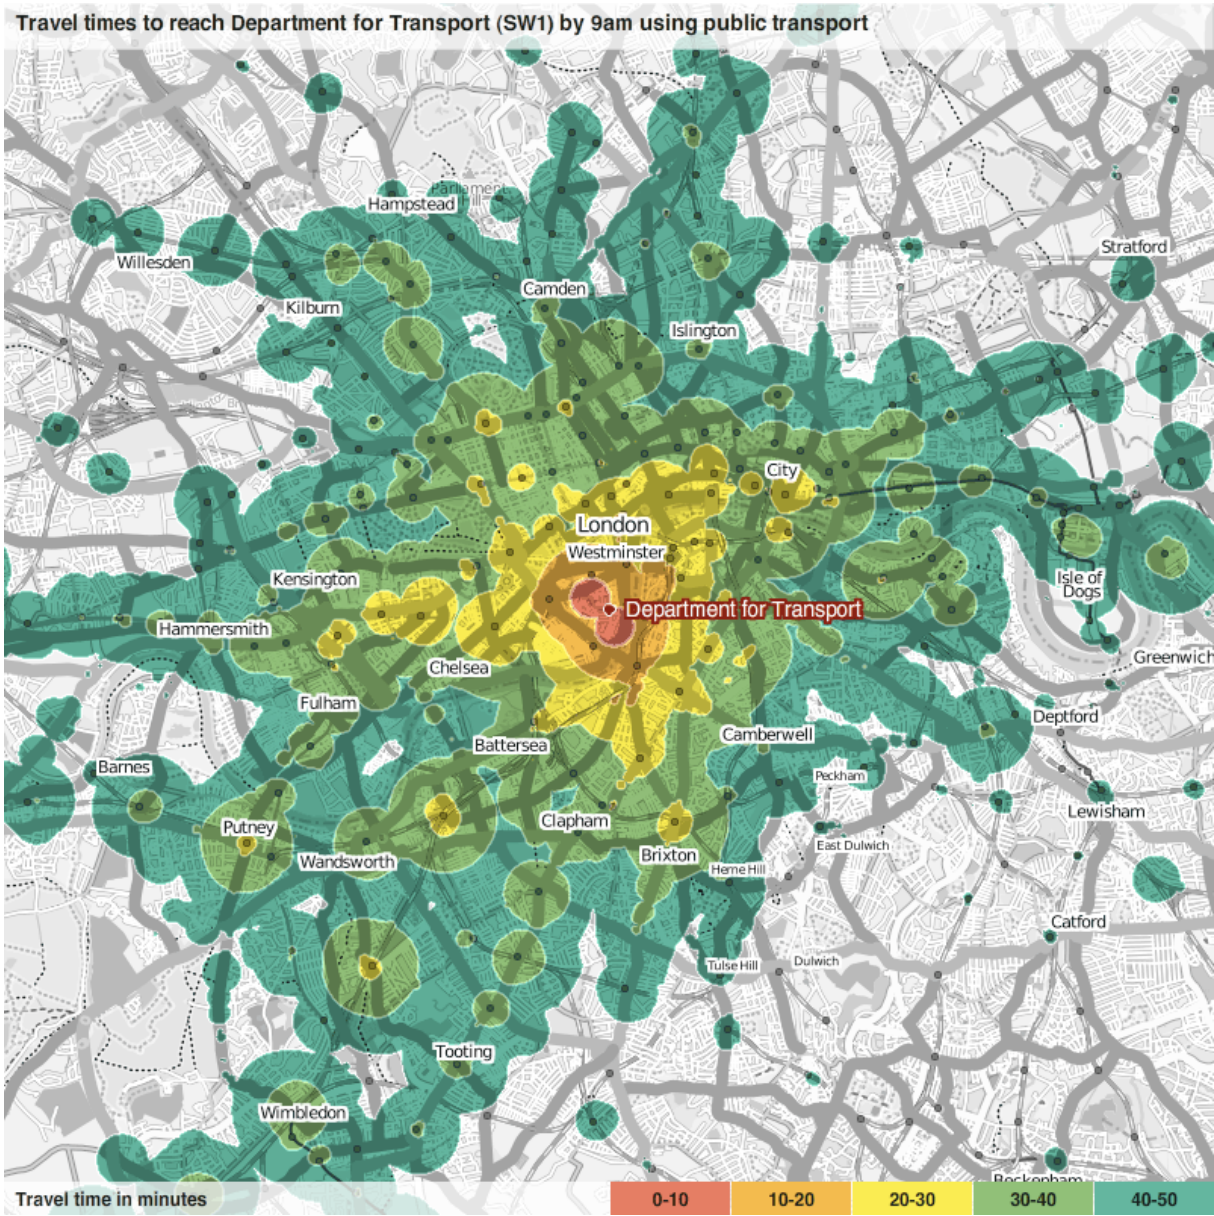 Travel times to reach Department for Transport (SW1) by 9am using public transport
Parliament
Hampstead
Stratford
Willesden
Camden
Kilburn
Islington
City
London
Westminster
Kensington
Isle of
Dogs
Department for Transport
Hammersmith
Greenwich
Chelsea
Fulham
Deptford
Camberwell
Battersea
Barnes
Peckham
Lewisham
Clapham
Putney
East Dulwich
Brixton
Wandsworth
Herne Hill
Catford
Dulwich
Tulse Hill
Tooting
Wimbledon
Beckenham
Travel time in minutes
0-10
10-20
20-30
30-40
40-50